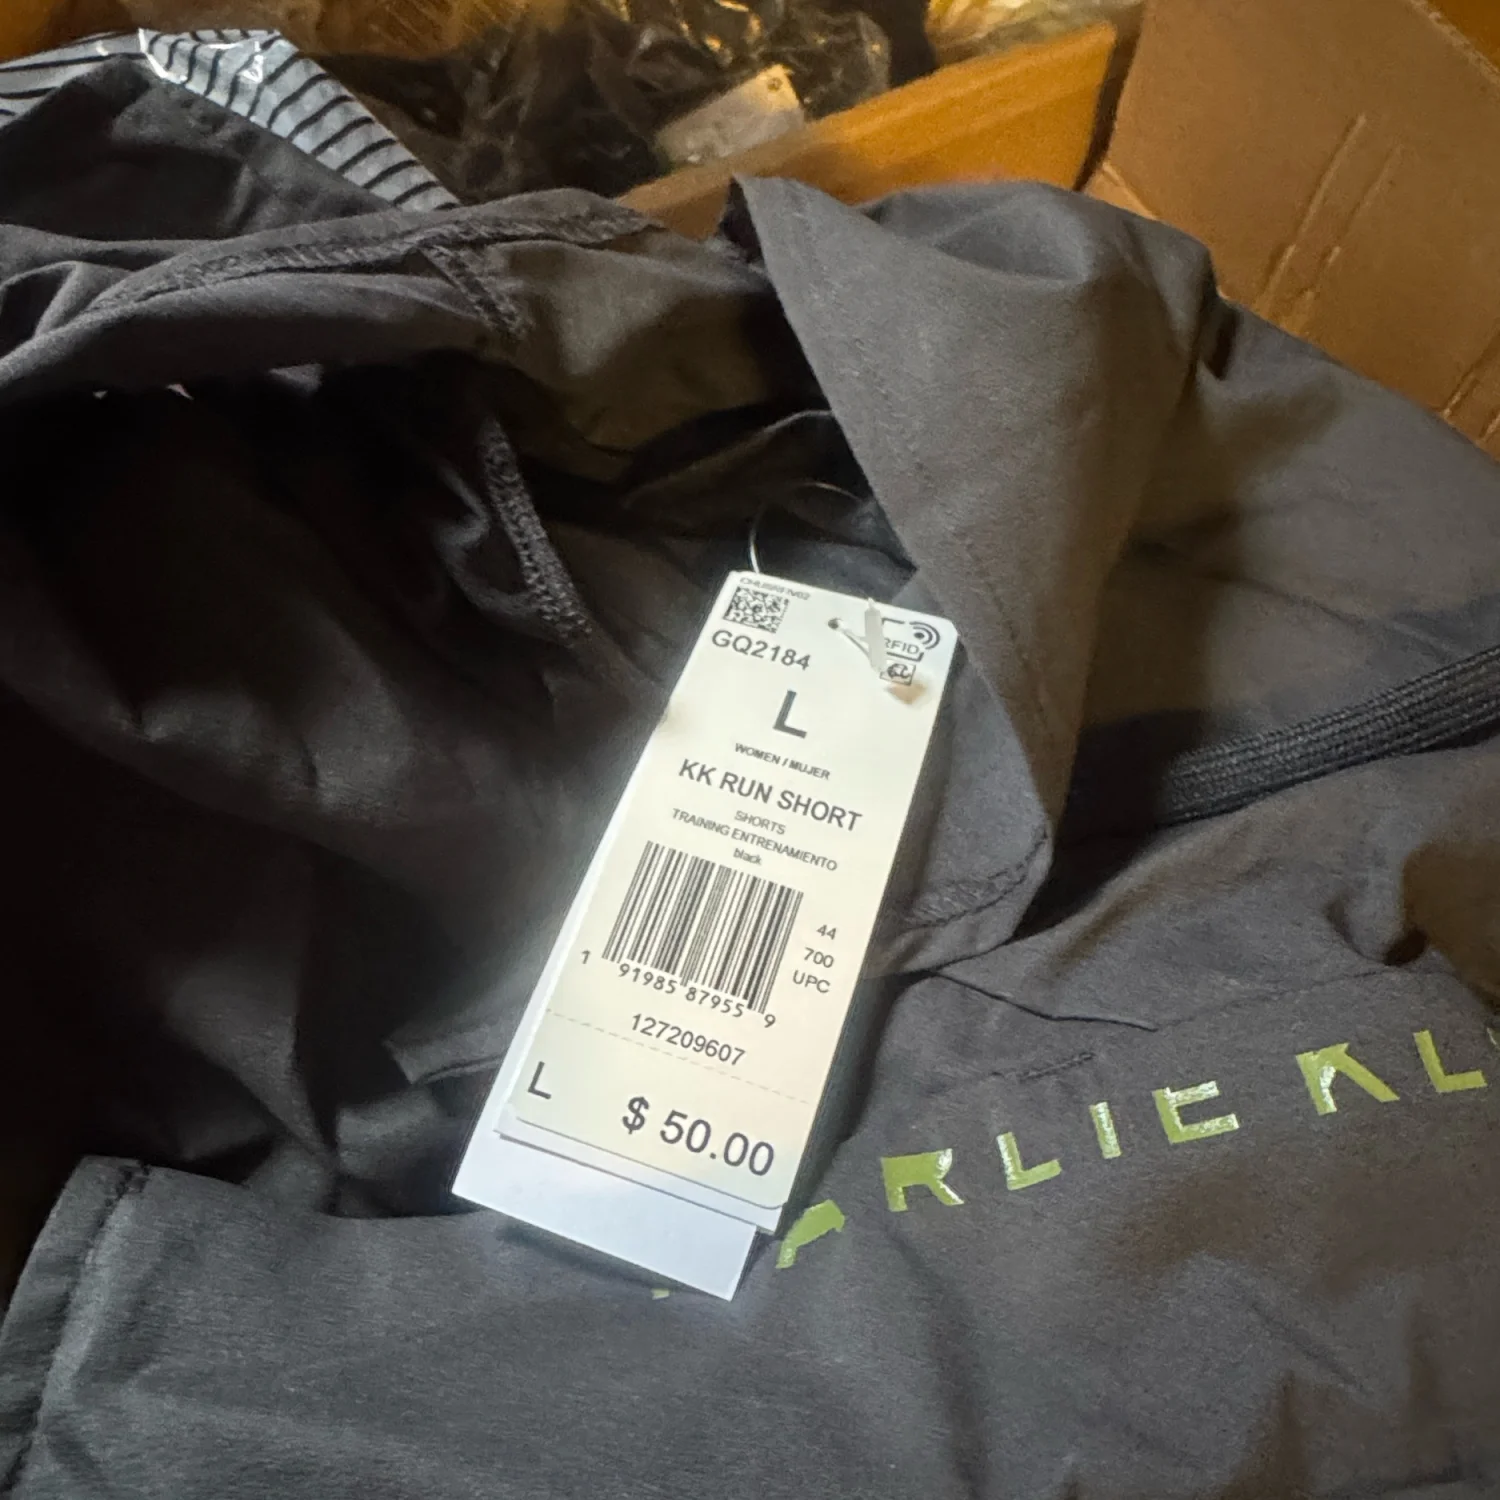 GQ2184
RFID
L
WOMEN / MUJER
KK RUN SHORT
SHORTS
TRAINING ENTRENAMIENTO
black
44
700
UPC
1 91985 87955 9
127209607
L
$ 50.00
ARLIE KL